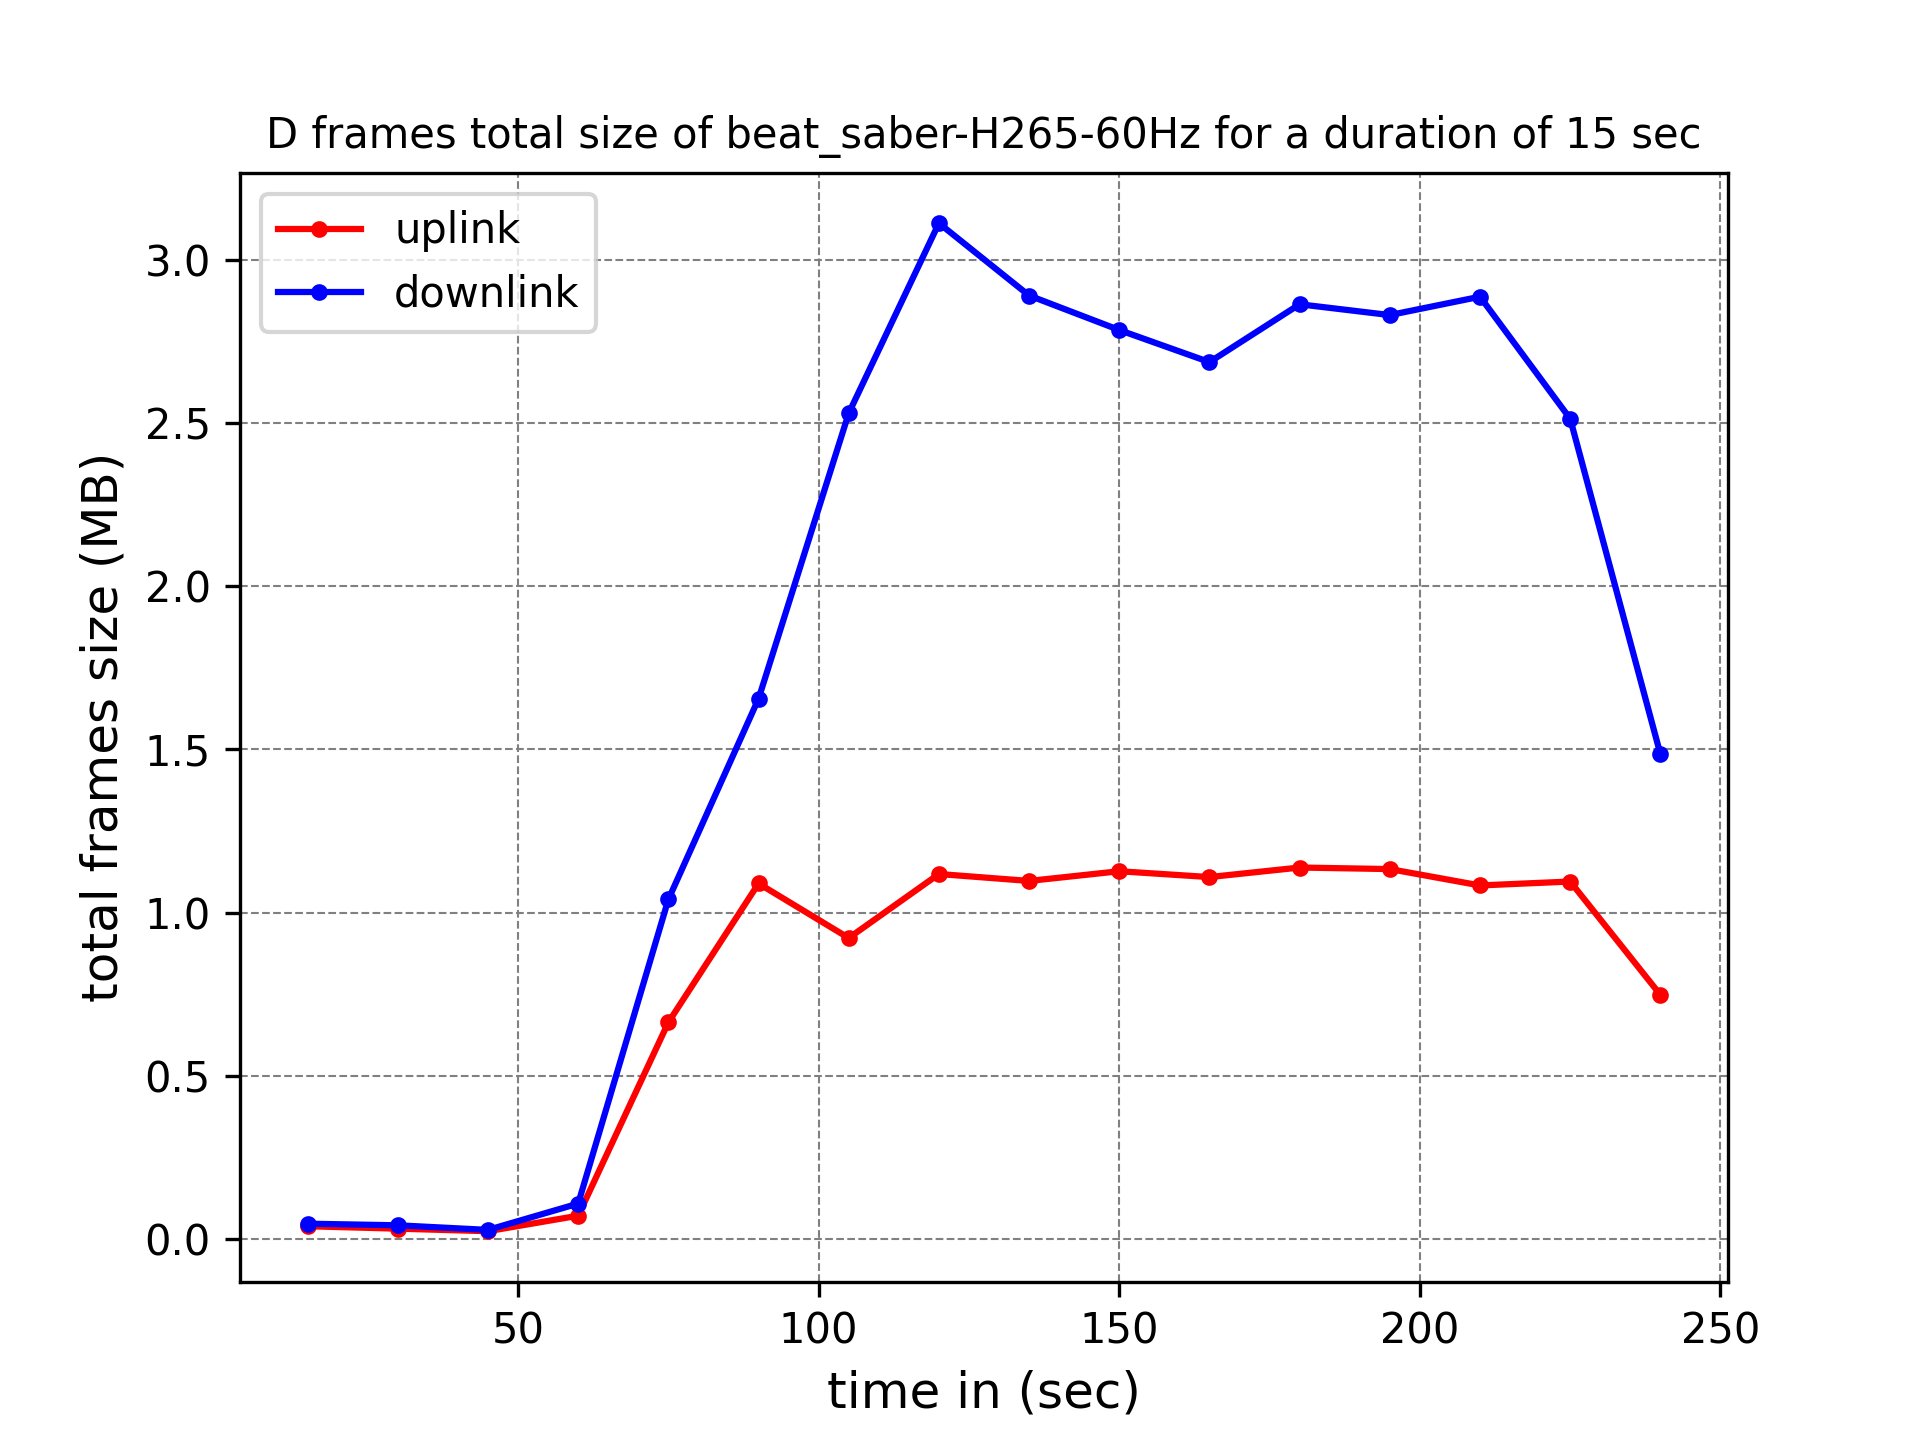 D frames total size of beat_saber-H265-60Hz for a duration of 15 sec
uplink
downlink
3.0
2.5
2.0
1.5
1.0
0.5
0.0
total frames size (MB)
50 100 150 200 250
time in (sec)